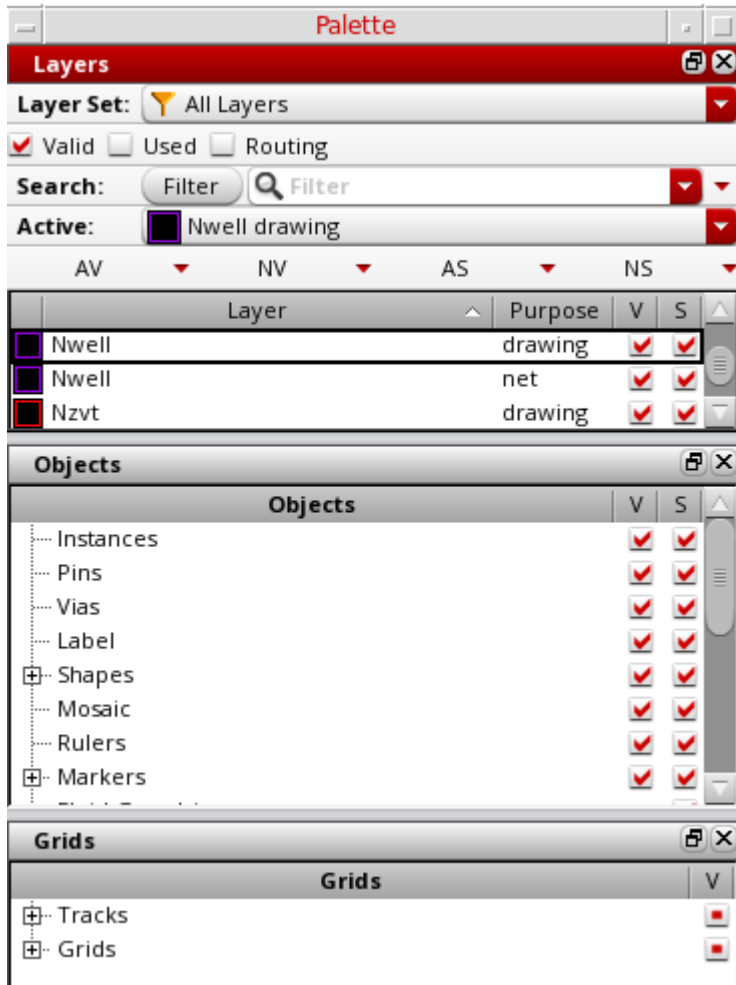 Palette
Layers
Layer Set: All Layers
Valid Used Routing
Search: Filter Filter
Active: Nwell drawing
AV NV AS NS
Layer Purpose V S
Nwell drawing
Nwell net
Nzvt drawing
Objects
Objects V S
Instances
Pins
Vias
Label
Shapes
Mosaic
Rulers
Markers
Grids
Grids V
Tracks
Grids